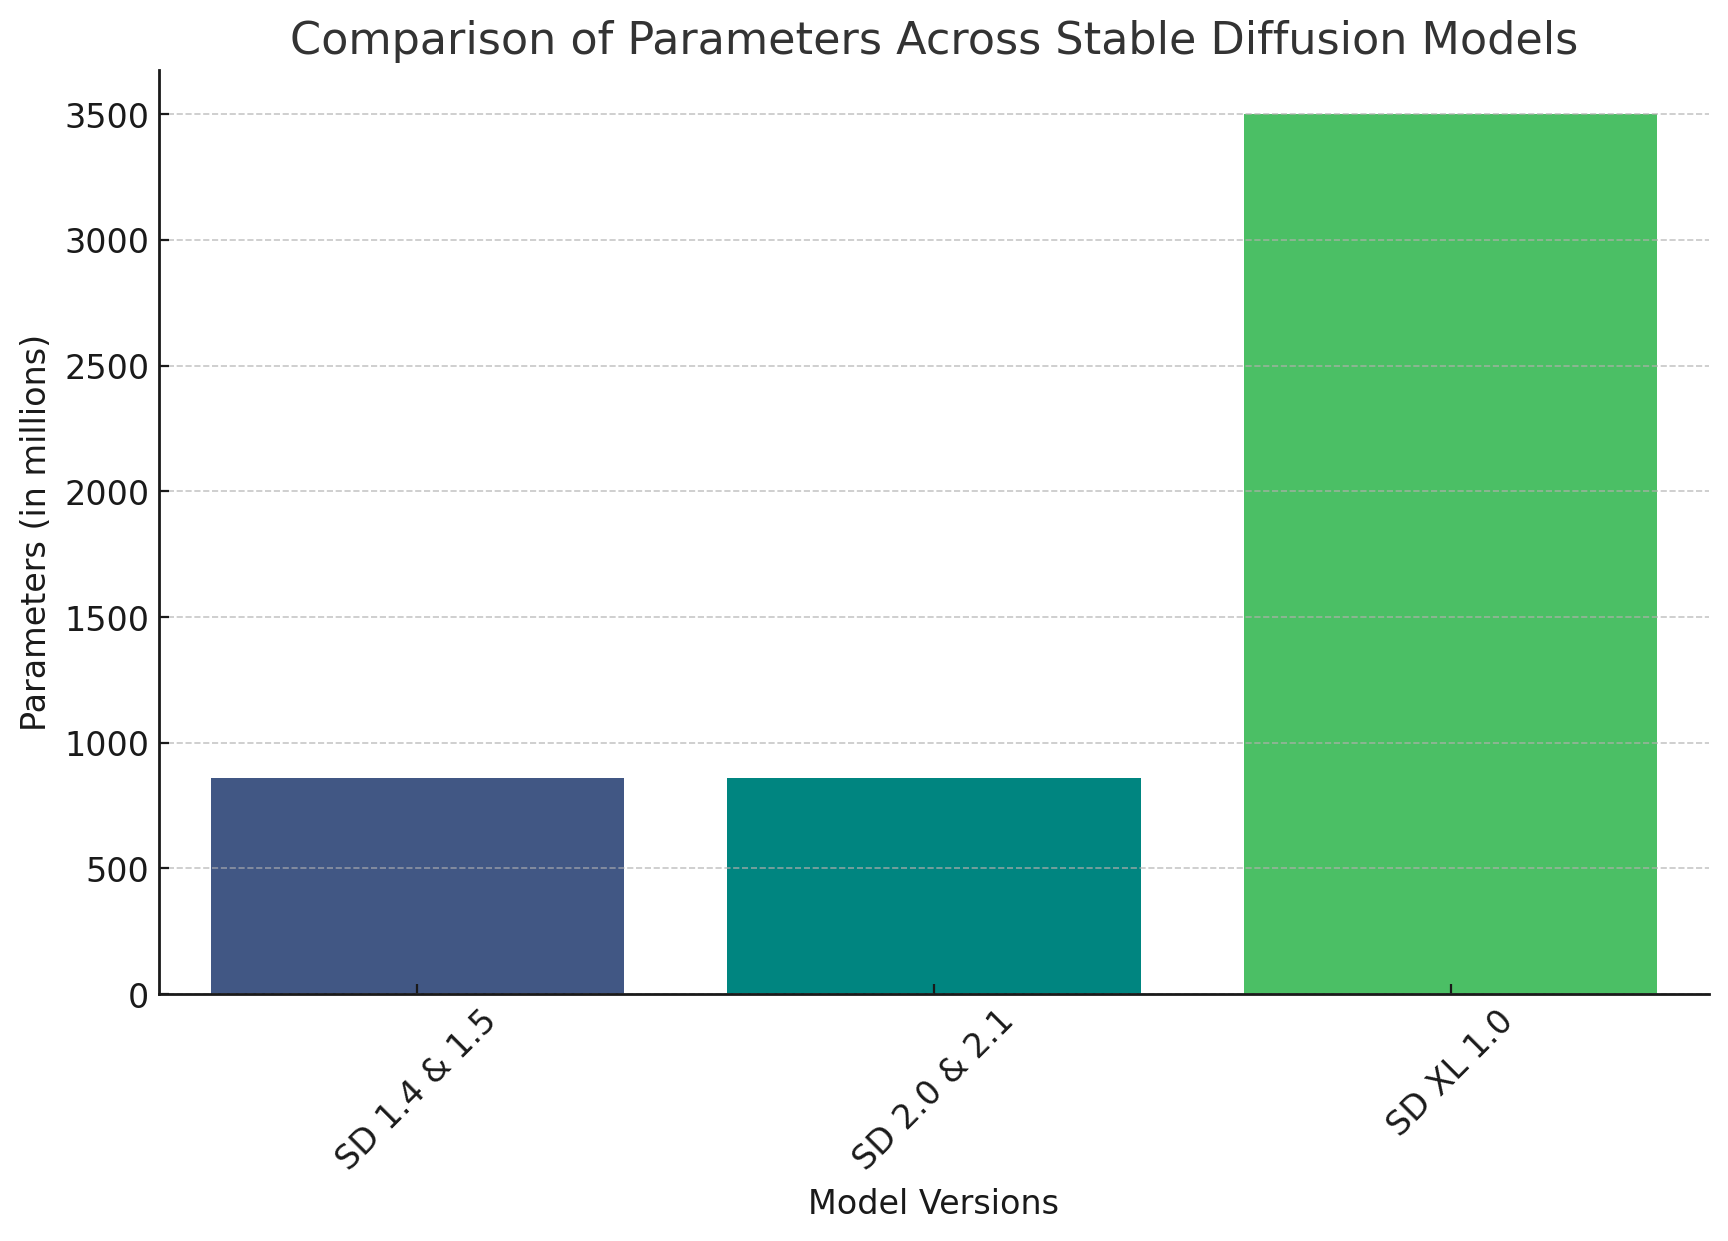 Comparison of Parameters Across Stable Diffusion Models
Parameters (in millions)
3500
3000
2500
2000
1500
1000
500
0
SD 1.4 & 1.5
SD 2.0 & 2.1
SD XL 1.0
Model Versions